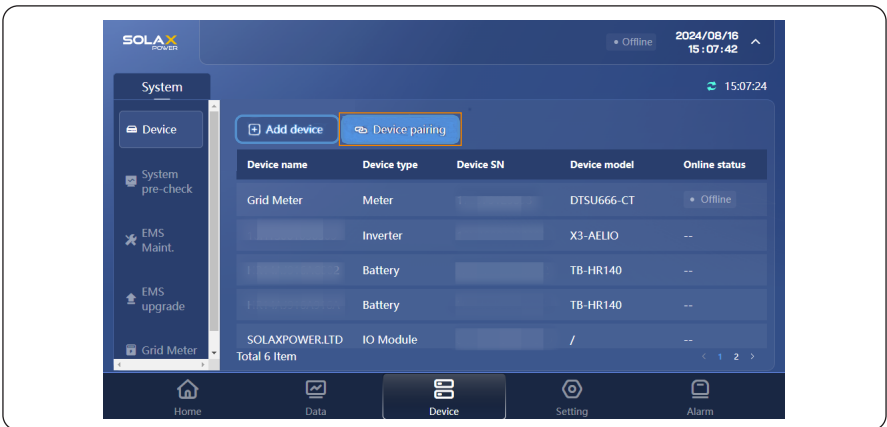 SOLAX
POWER
• Offline
2024/08/16
15:07:42
System
15:07:24
Device
Add device
Device pairing
Device name Device type Device SN Device model Online status
System
pre-check
Grid Meter Meter DTSU666-CT • Offline
EMS
Maint.
Inverter X3-AELIO --
Battery TB-HR140 --
EMS
upgrade
Battery TB-HR140 --
Grid Meter
SOLAXPOWER.LTD IO Module / --
Total 6 Item < 1 2 >
Home Data Device Setting Alarm